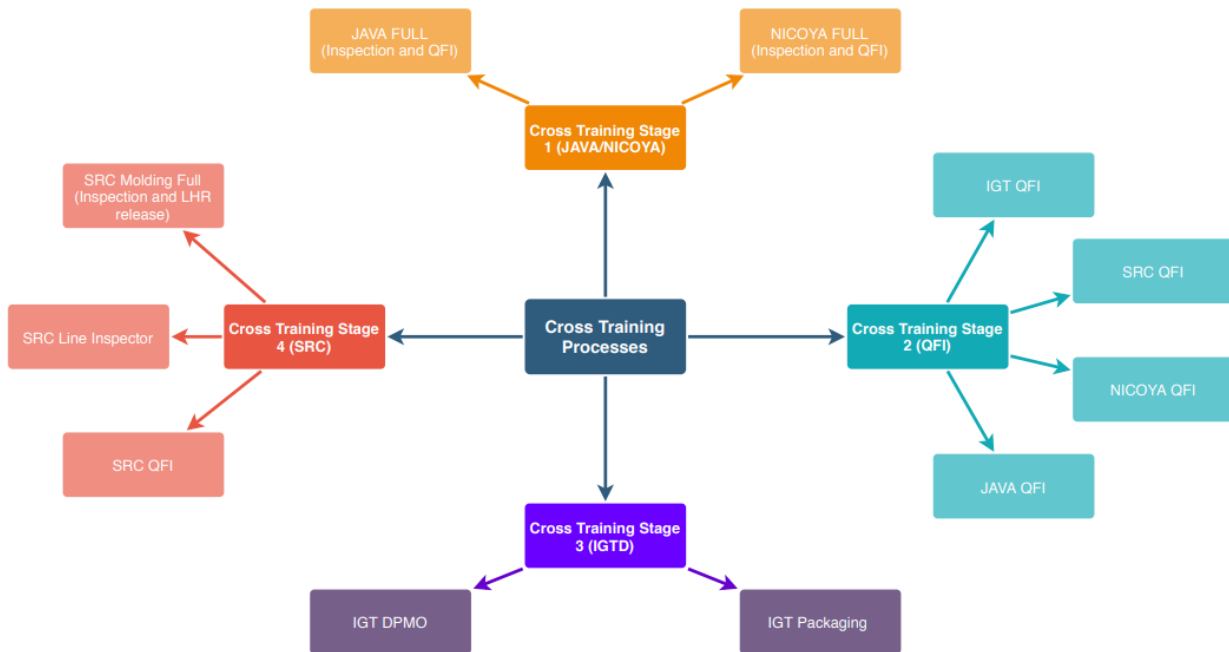 JAVA FULL
(Inspection and QFI)
NICOYA FULL
(Inspection and QFI)
Cross Training Stage
1 (JAVA/NICOYA)
SRC Molding Full
(Inspection and LHR
release)
IGT QFI
SRC QFI
SRC Line Inspector
Cross Training Stage
4 (SRC)
Cross Training
Processes
Cross Training Stage
2 (QFI)
NICOYA QFI
SRC QFI
JAVA QFI
Cross Training Stage
3 (IGTD)
IGT DPMO
IGT Packaging